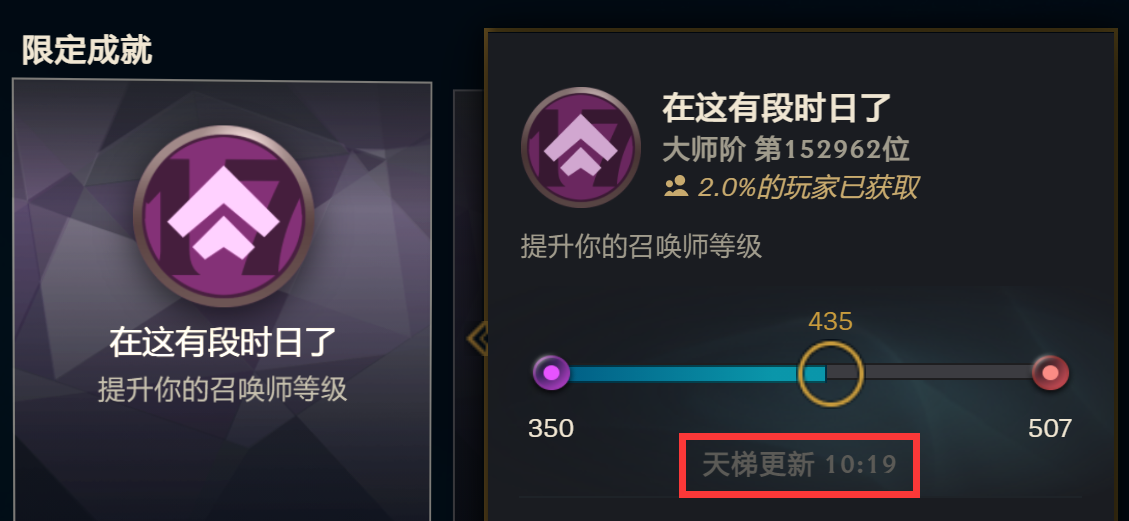 限定成就
17
在这有段时日了
提升你的召唤师等级
17
在这有段时日了
大师阶 第152962位
2.0%的玩家已获取
提升你的召唤师等级
435
350
507
天梯更新 10:19